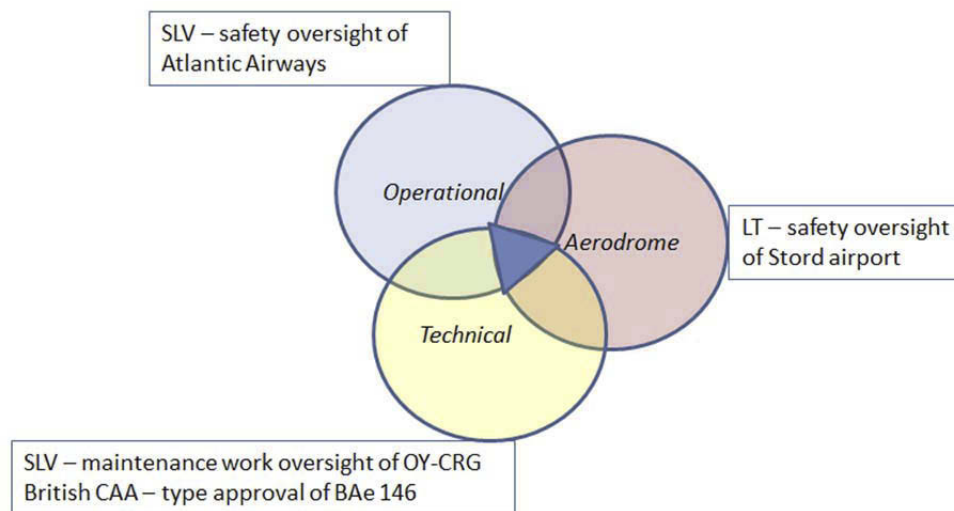 SLV – safety oversight of
Atlantic Airways
Operational
Aerodrome
LT – safety oversight
of Stord airport
Technical
SLV – maintenance work oversight of OY-CRG
British CAA – type approval of BAe 146